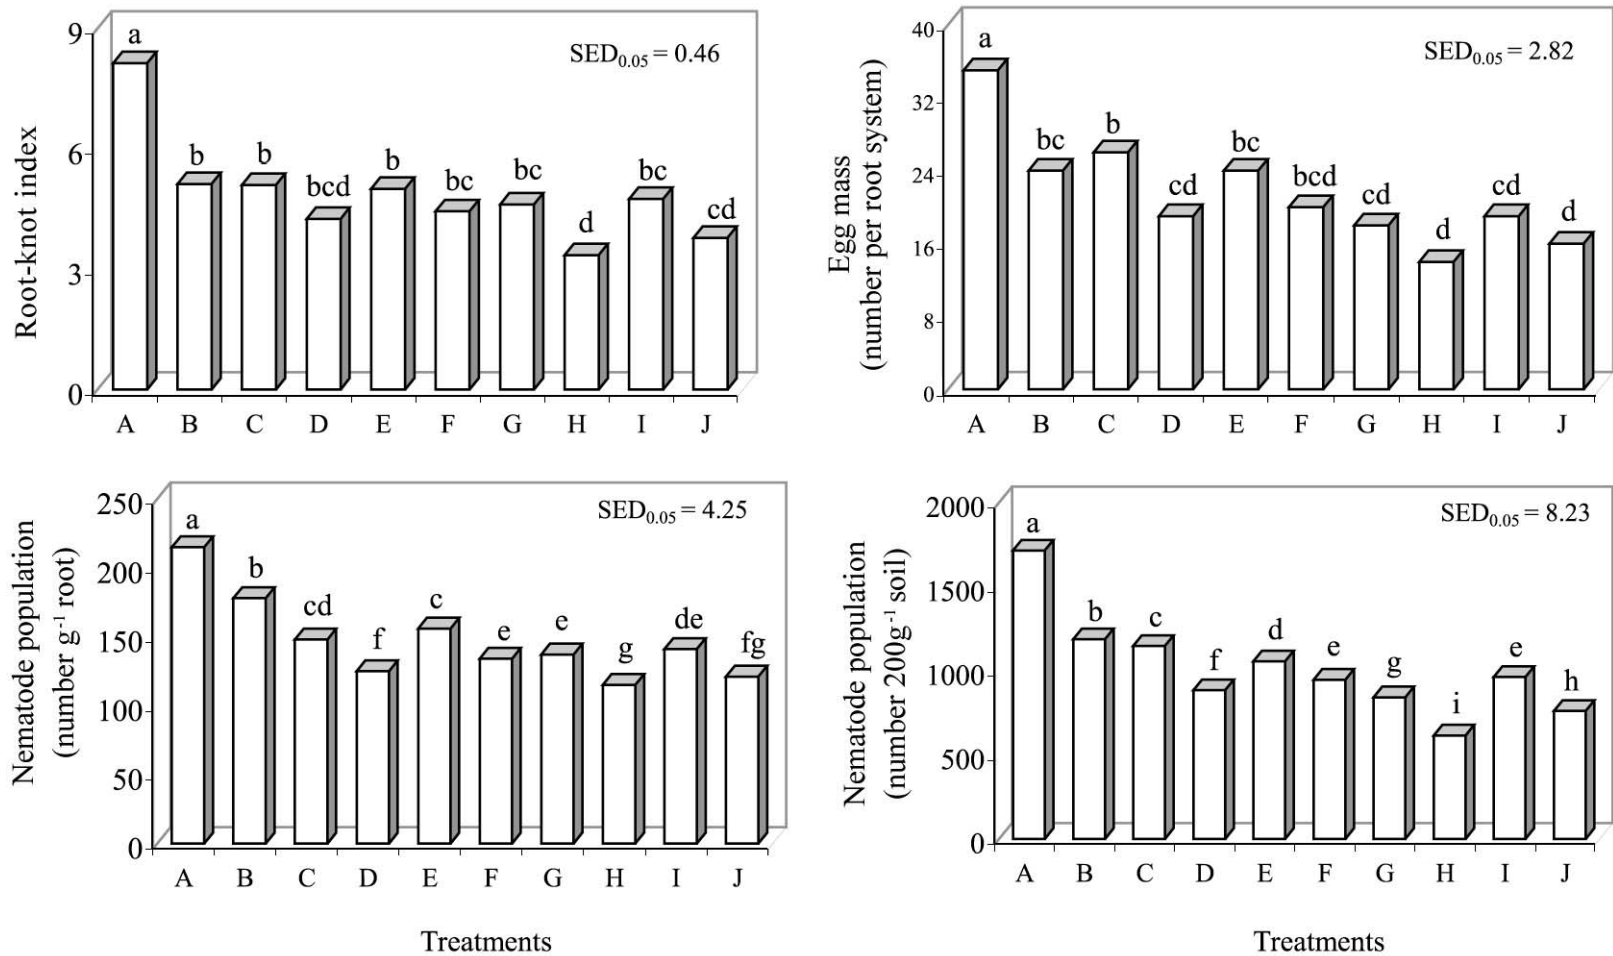 9
6
3
0
Root-knot index
SED0.05 = 0.46
a
b
b
bcd
b
bc
bc
d
bc
cd
A B C D E F G H I J
40
32
24
16
8
0
Egg mass
(number per root system)
SED0.05 = 2.82
a
bc
b
cd
bc
bcd
cd
d
cd
d
A B C D E F G H I J
250
200
150
100
50
0
Nematode population
(number g-1 root)
SED0.05 = 4.25
a
b
cd
f
c
e
e
g
de
fg
A B C D E F G H I J
Treatments
2000
1500
1000
500
0
Nematode population
(number 200g-1 soil)
SED0.05 = 8.23
a
b
c
f
d
e
g
i
e
h
A B C D E F G H I J
Treatments